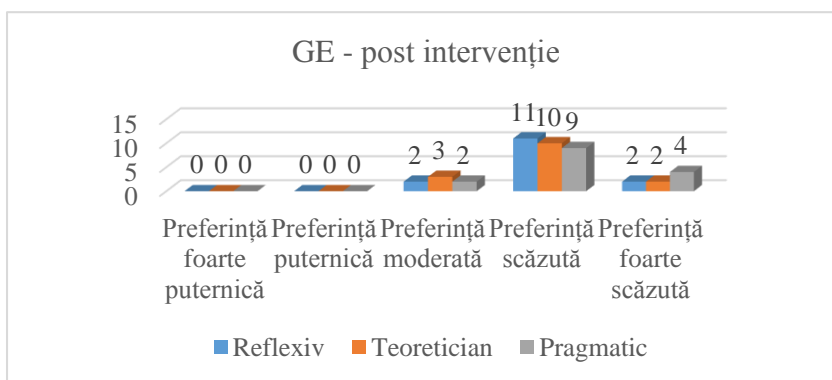 GE - post intervenție
15
10
5
0
0 0 0 0 0 0 2 3 2 11 10 9 2 2 4
Preferință foarte puternică
Preferință puternică
Preferință moderată
Preferință scăzută
Preferință foarte scăzută
Reflexiv Teoretician Pragmatic